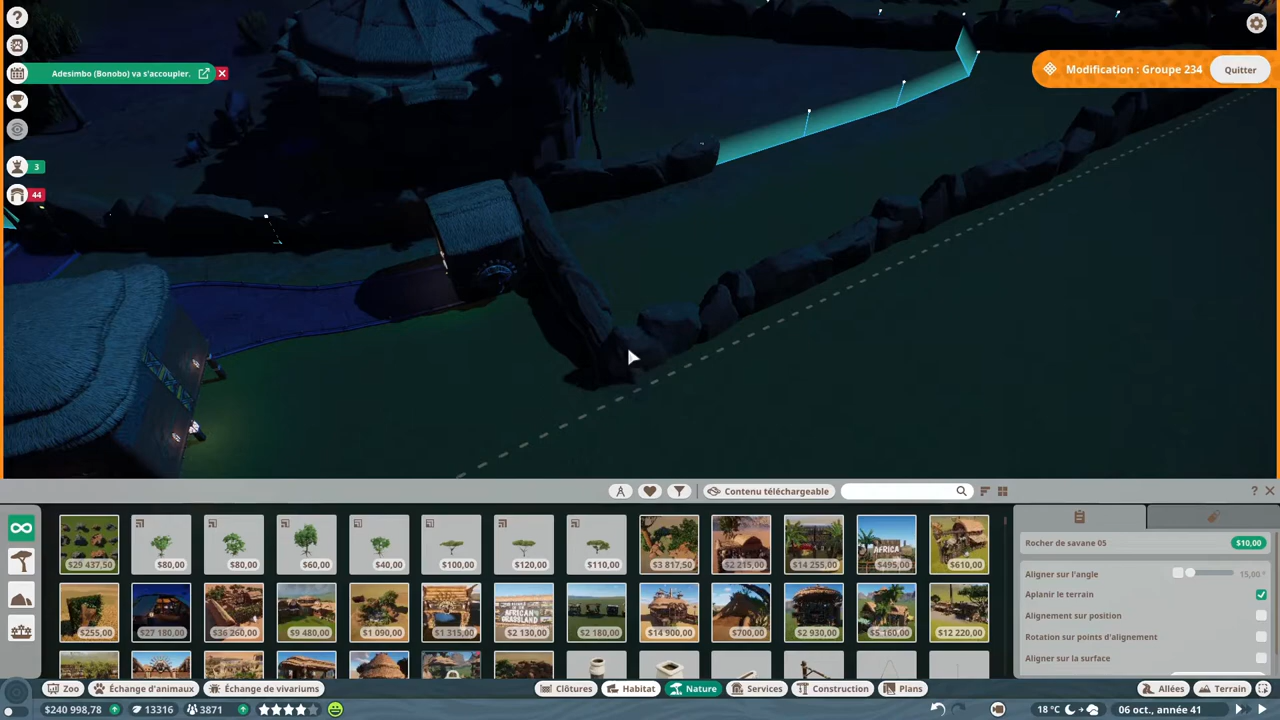 Adesimbo (Bonobo) va s'accoupler.
Modification : Groupe 234
Quitter
3
44
Contenu téléchargeable
$29 437,50
$80,00
$80,00
$60,00
$40,00
$100,00
$120,00
$110,00
$3 817,50
$2 215,00
$14 255,00
$495,00
$610,00
$255,00
$27 180,00
$36 260,00
$9 480,00
$1 090,00
$1 315,00
$2 130,00
$2 180,00
$14 900,00
$700,00
$2 930,00
$5 160,00
$12 220,00
Rocher de savane 05
$10,00
Aligner sur l'angle
15,00°
Aplanir le terrain
Alignement sur position
Rotation sur points d'alignement
Aligner sur la surface
Zoo
Échange d'animaux
Échange de vivariums
Clôtures
Habitat
Nature
Services
Construction
Plans
Allées
Terrain
$240 998,78
13316
3871
18 °C
06 oct., année 41